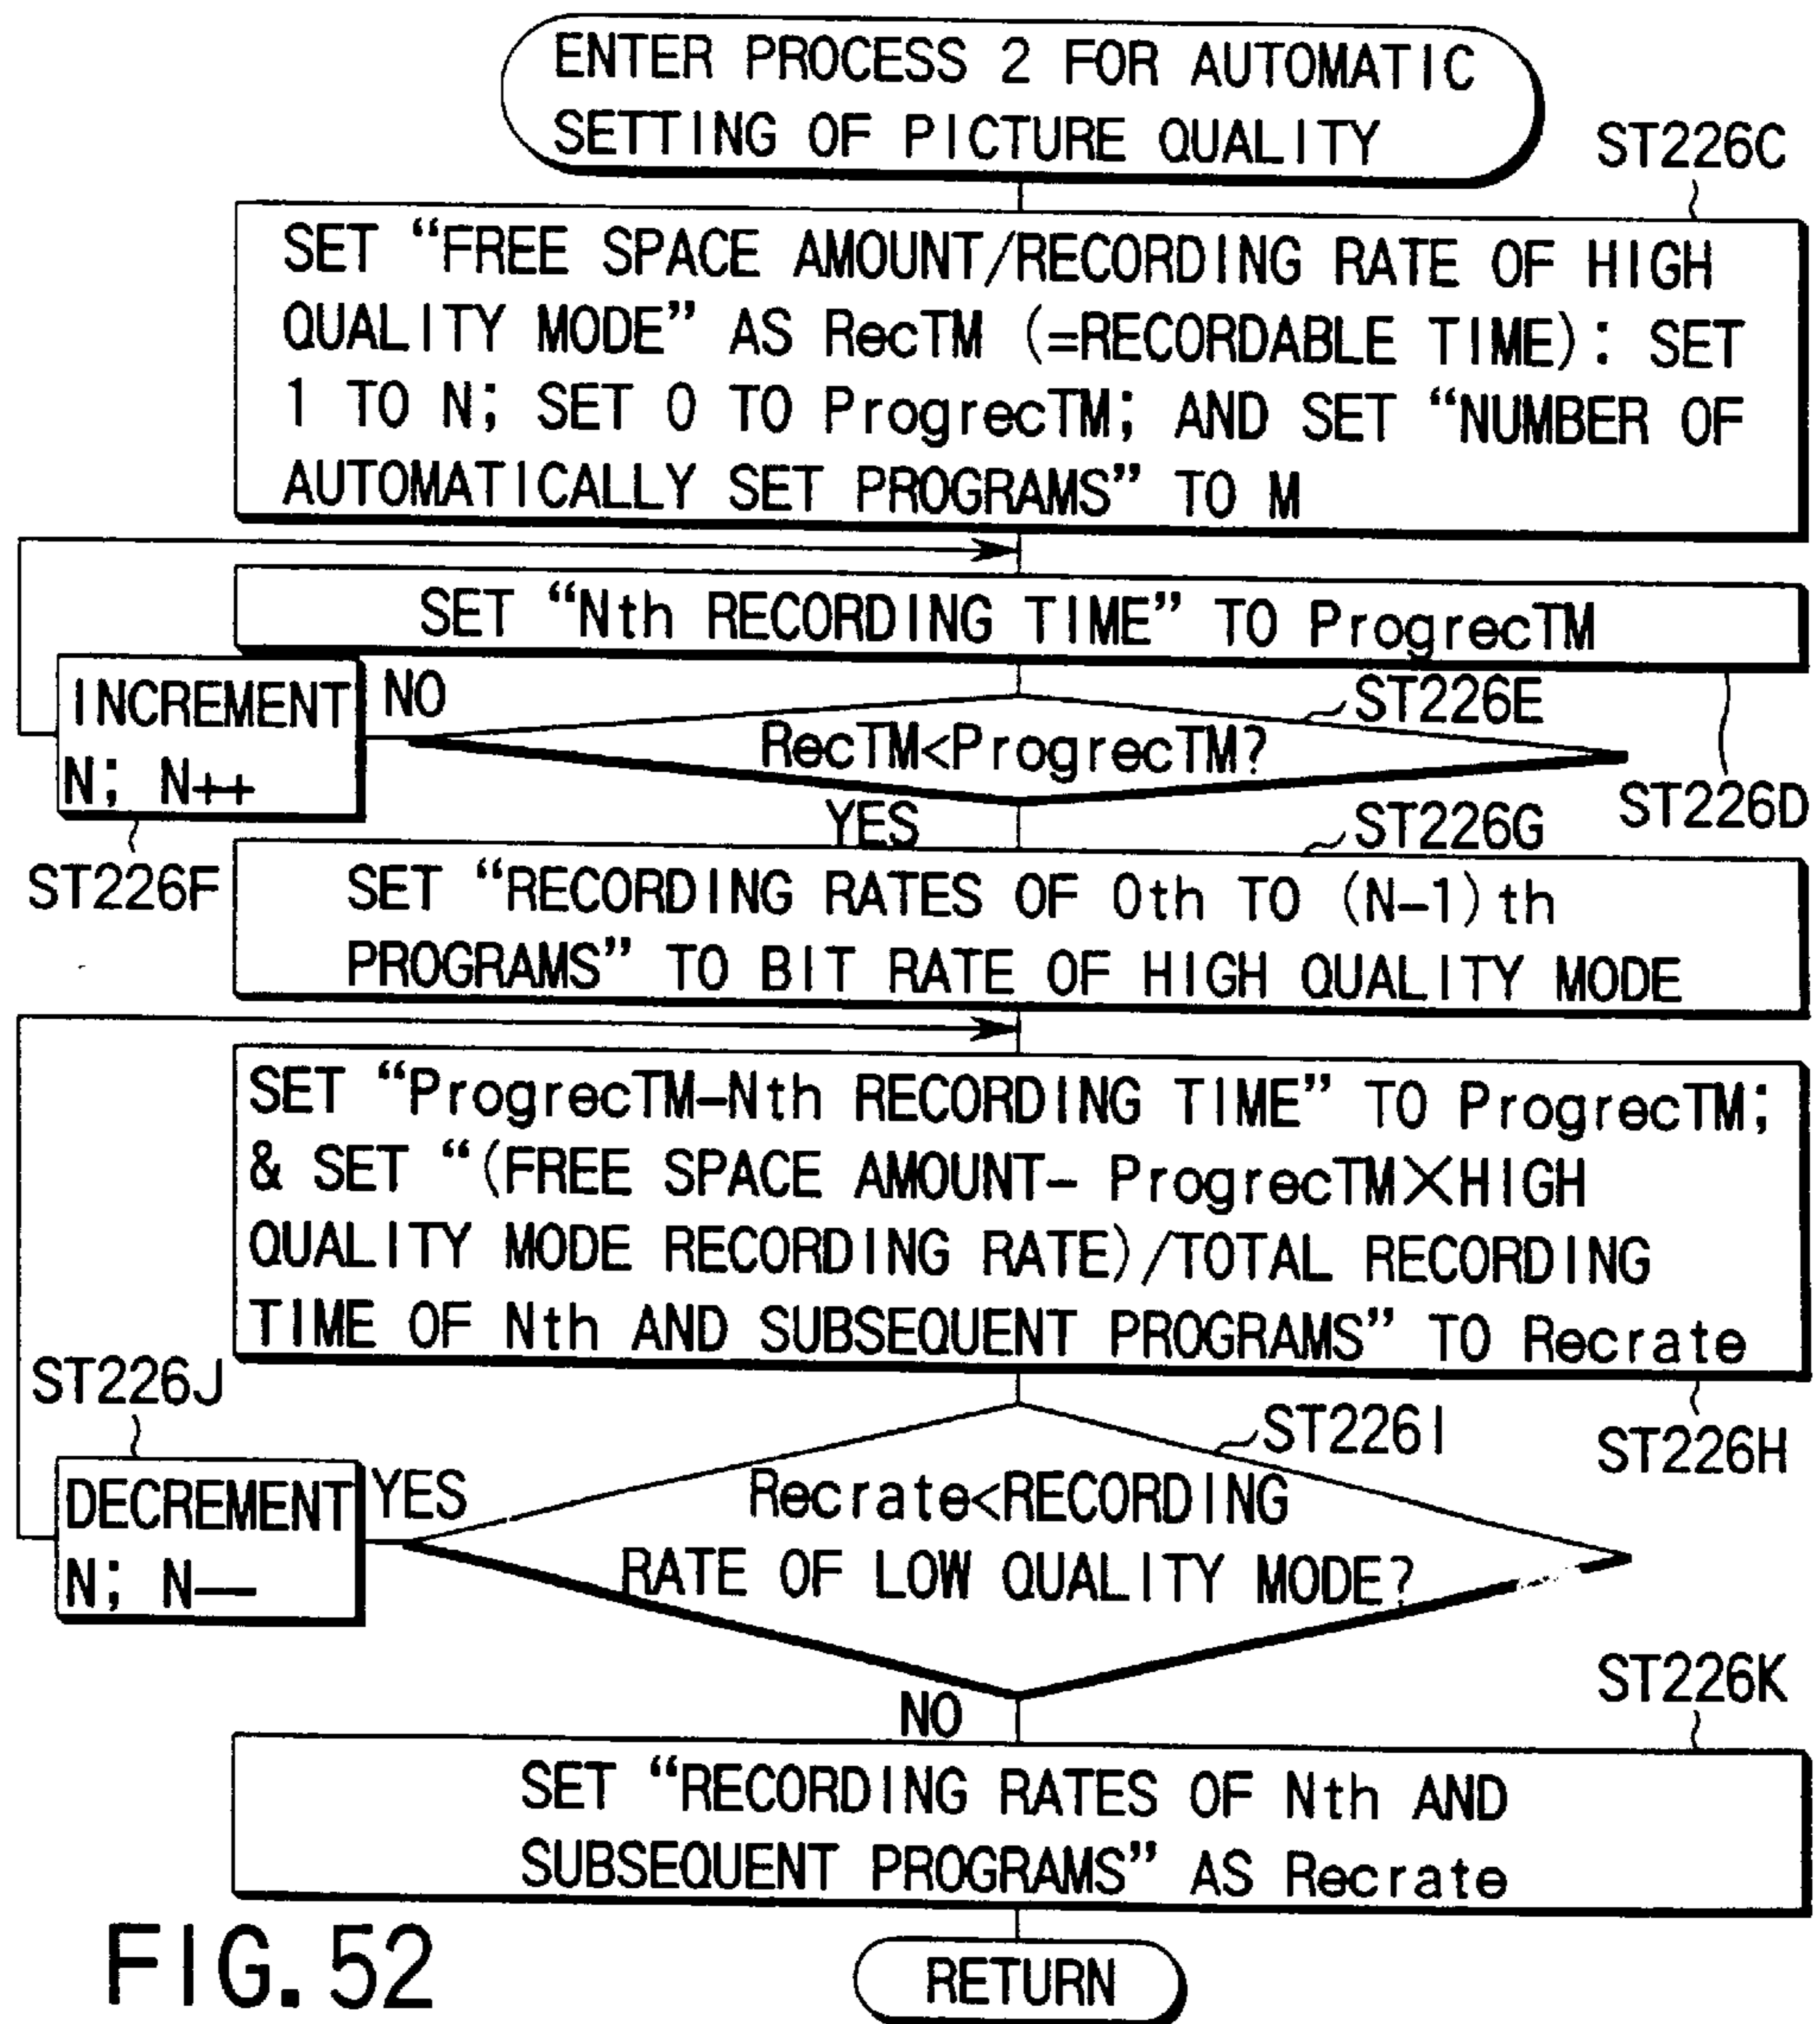 ENTER PROCESS 2 FOR AUTOMATIC
SETTING OF PICTURE QUALITY
ST226C
SET “FREE SPACE AMOUNT/RECORDING RATE OF HIGH
QUALITY MODE” AS RecTM (=RECORDABLE TIME): SET
1 TO N; SET 0 TO ProgrecTM; AND SET “NUMBER OF
AUTOMATICALLY SET PROGRAMS” TO M
SET “Nth RECORDING TIME” TO ProgrecTM
INCREMENT
N; N++
NO
ST226E
RecTM<ProgrecTM?
ST226D
YES
ST226G
ST226F
SET “RECORDING RATES OF 0th TO (N-1)th
PROGRAMS” TO BIT RATE OF HIGH QUALITY MODE
SET “ProgrecTM-Nth RECORDING TIME” TO ProgrecTM;
& SET “(FREE SPACE AMOUNT- ProgrecTM×HIGH
QUALITY MODE RECORDING RATE)/TOTAL RECORDING
TIME OF Nth AND SUBSEQUENT PROGRAMS” TO Recrate
ST226J
ST226I
ST226H
DECREMENT
N; N--
YES
Recrate<RECORDING
RATE OF LOW QUALITY MODE?
ST226K
NO
SET “RECORDING RATES OF Nth AND
SUBSEQUENT PROGRAMS” AS Recrate
FIG. 52
RETURN